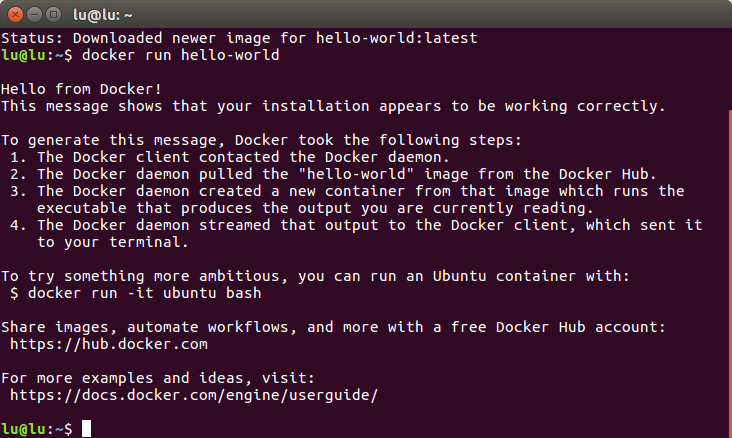 lu@lu: ~
Status: Downloaded newer image for hello-world:latest
lu@lu:~$ docker run hello-world

Hello from Docker!
This message shows that your installation appears to be working correctly.

To generate this message, Docker took the following steps:
 1. The Docker client contacted the Docker daemon.
 2. The Docker daemon pulled the "hello-world" image from the Docker Hub.
 3. The Docker daemon created a new container from that image which runs the
    executable that produces the output you are currently reading.
 4. The Docker daemon streamed that output to the Docker client, which sent it
    to your terminal.

To try something more ambitious, you can run an Ubuntu container with:
 $ docker run -it ubuntu bash

Share images, automate workflows, and more with a free Docker Hub account:
 https://hub.docker.com

For more examples and ideas, visit:
 https://docs.docker.com/engine/userguide/

lu@lu:~$